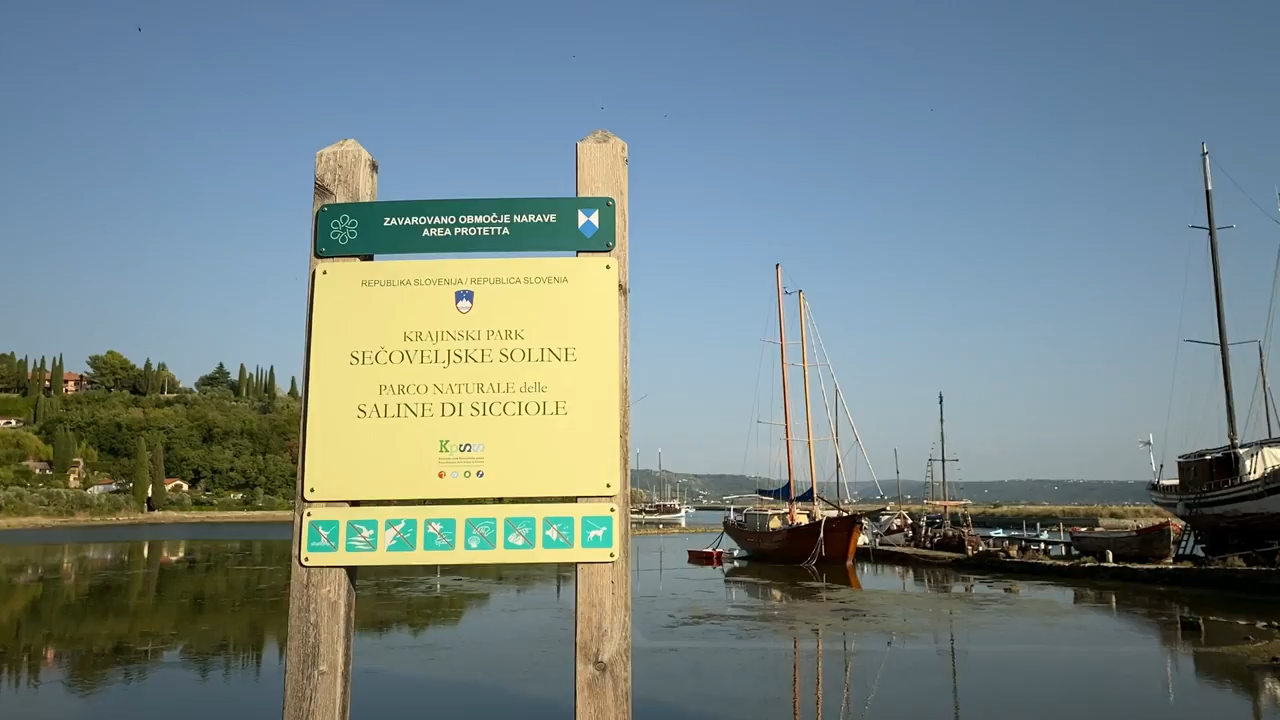 ZAVAROVANO OBMOČJE NARAVE
AREA PROTETTA
REPUBLIKA SLOVENIJA / REPUBLICA SLOVENIA
KRAJINSKI PARK
SEČOVELJSKE SOLINE
PARCO NATURALE delle
SALINE DI SICCIOLE
Kpss